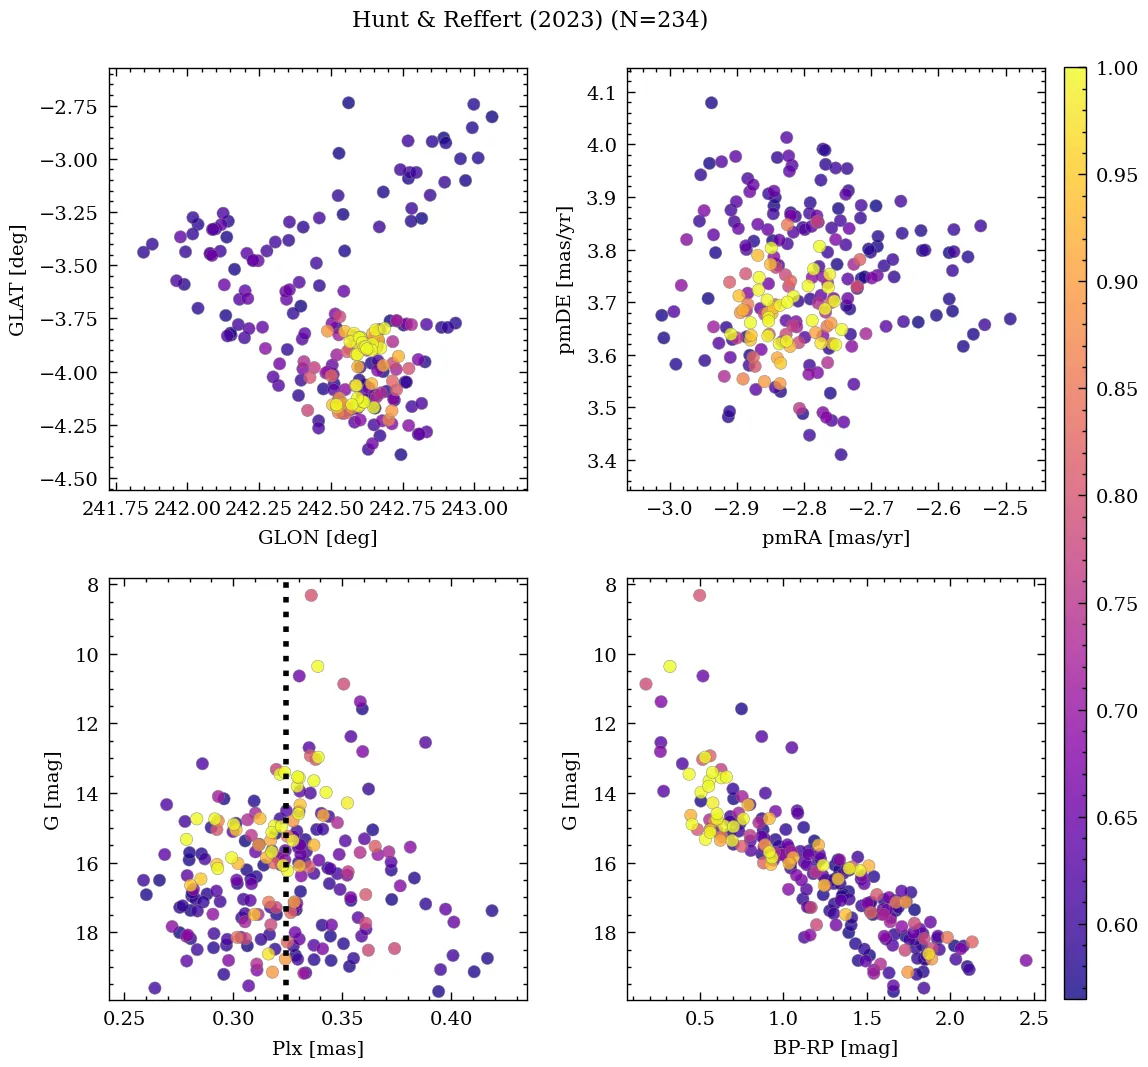 Hunt & Reffert (2023) (N=234)
−2.75
−3.00
−3.25
−3.50
−3.75
−4.00
−4.25
−4.50
GLAT [deg]
241.75 242.00 242.25 242.50 242.75 243.00
GLON [deg]
4.1
4.0
3.9
3.8
3.7
3.6
3.5
3.4
pmDE [mas/yr]
−3.0 −2.9 −2.8 −2.7 −2.6 −2.5
pmRA [mas/yr]
8
10
12
14
16
18
G [mag]
0.25 0.30 0.35 0.40
Plx [mas]
8
10
12
14
16
18
G [mag]
0.5 1.0 1.5 2.0 2.5
BP-RP [mag]
1.00
0.95
0.90
0.85
0.80
0.75
0.70
0.65
0.60